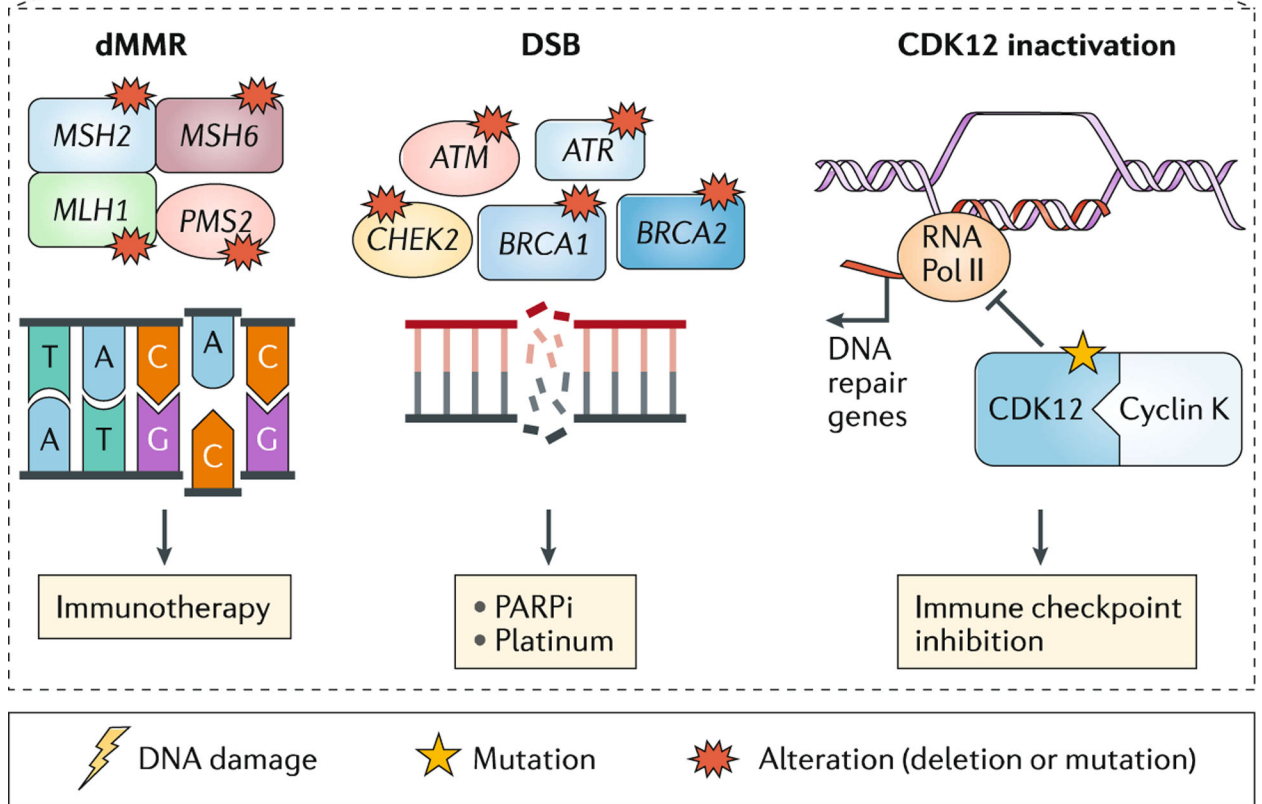 dMMR
MSH2
MSH6
MLH1
PMS2
T
A
C
A
C
A
T
G
C
G
Immunotherapy
DSB
ATM
ATR
CHEK2
BRCA1
BRCA2
• PARPi
• Platinum
CDK12 inactivation
RNA
Pol II
DNA
repair
genes
CDK12
Cyclin K
Immune checkpoint
inhibition
DNA damage
Mutation
Alteration (deletion or mutation)